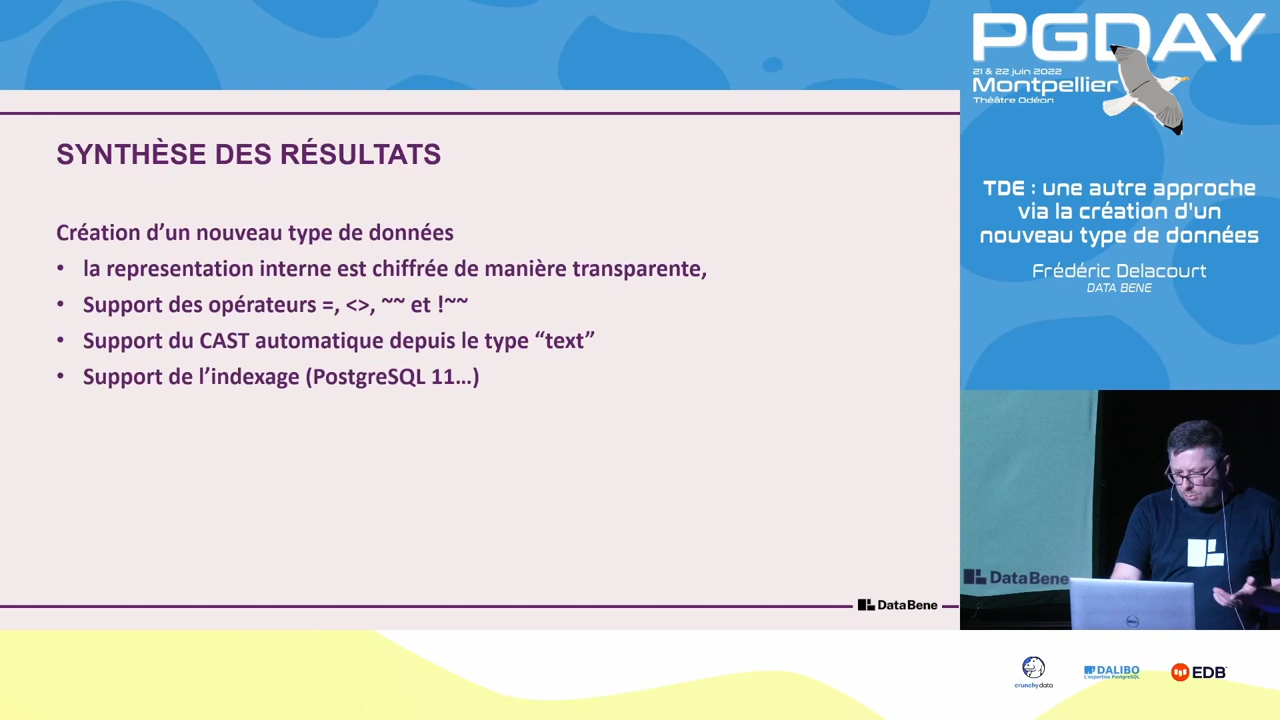 SYNTHÈSE DES RÉSULTATS
Création d’un nouveau type de données
• la representation interne est chiffrée de manière transparente,
• Support des opérateurs =, <>, ~~ et !~~
• Support du CAST automatique depuis le type “text”
• Support de l’indexage (PostgreSQL 11...)
DataBene
PGDAY
21 & 22 juin 2022
Montpellier
Théâtre Odéon
TDE : une autre approche
via la création d'un
nouveau type de données
Frédéric Delacourt
DATA BENE
DataBene
DELL
crunchydata
DALIBO
L'expertise PostgreSQL
EDB